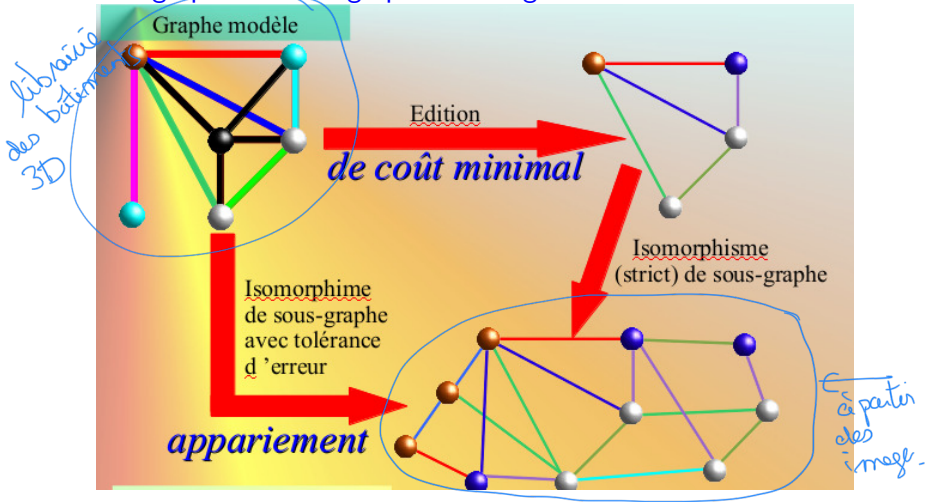 Graphe modèle
librairie
des bâtiments
3D
Edition
de coût minimal
Isomorphisme
(strict) de sous-graphe
Isomorphime
de sous-graphe
avec tolérance
d ’erreur
appariement
à partir
des
image.